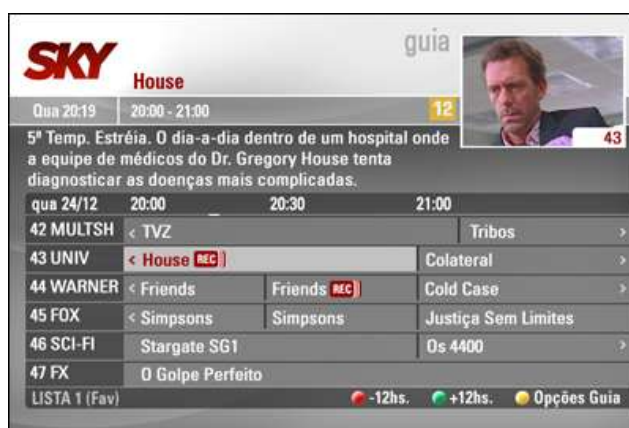 guia
SKY
House
Qua 20:19 20:00 - 21:00 12
43
5ª Temp. Estréia. O dia-a-dia dentro de um hospital onde
a equipe de médicos do Dr. Gregory House tenta
diagnosticar as doenças mais complicadas.
qua 24/12 20:00 20:30 21:00
42 MULTSH < TVZ Tribos >
43 UNIV < House REC Colateral >
44 WARNER < Friends Friends REC Cold Case >
45 FOX < Simpsons Simpsons Justiça Sem Limites
46 SCI-FI Stargate SG1 Os 4400 >
47 FX O Golpe Perfeito
LISTA 1 (Fav) -12hs. +12hs. Opções Guia